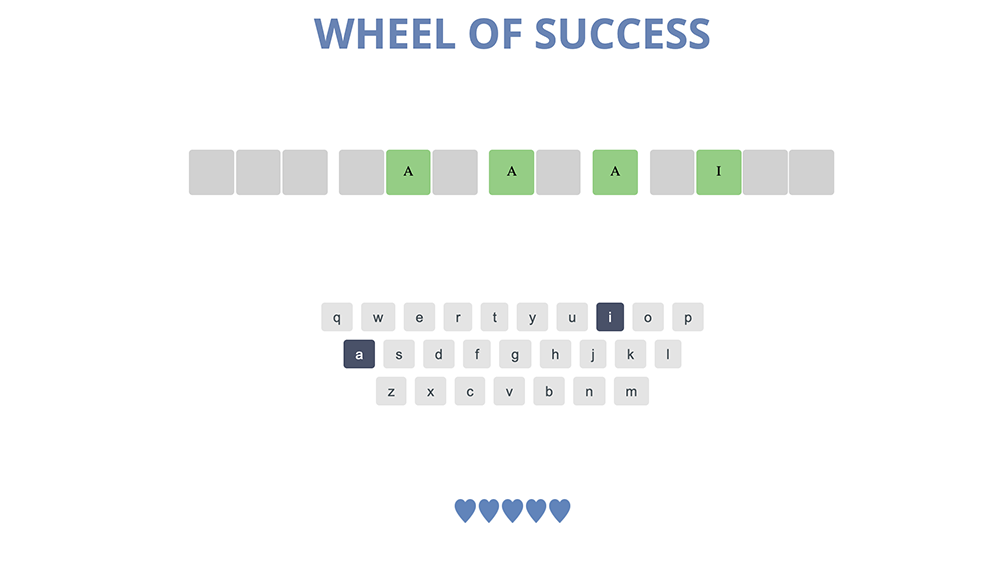 WHEEL OF SUCCESS
A A A I
q w e r t y u i o p
a s d f g h j k l
z x c v b n m